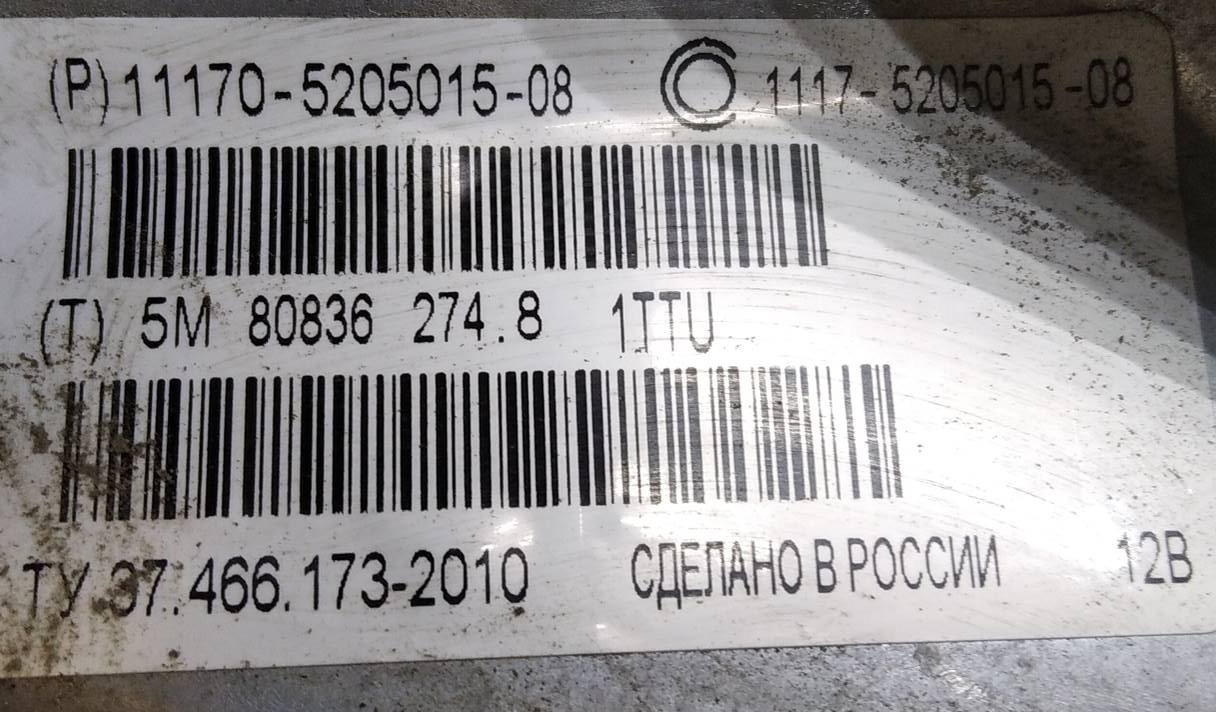 (P) 11170-5205015-08 1117-5205015-08
(T) 5M 80836 274.8 1TTU
ТУ 37.466.173-2010 СДЕЛАНО В РОССИИ 12В